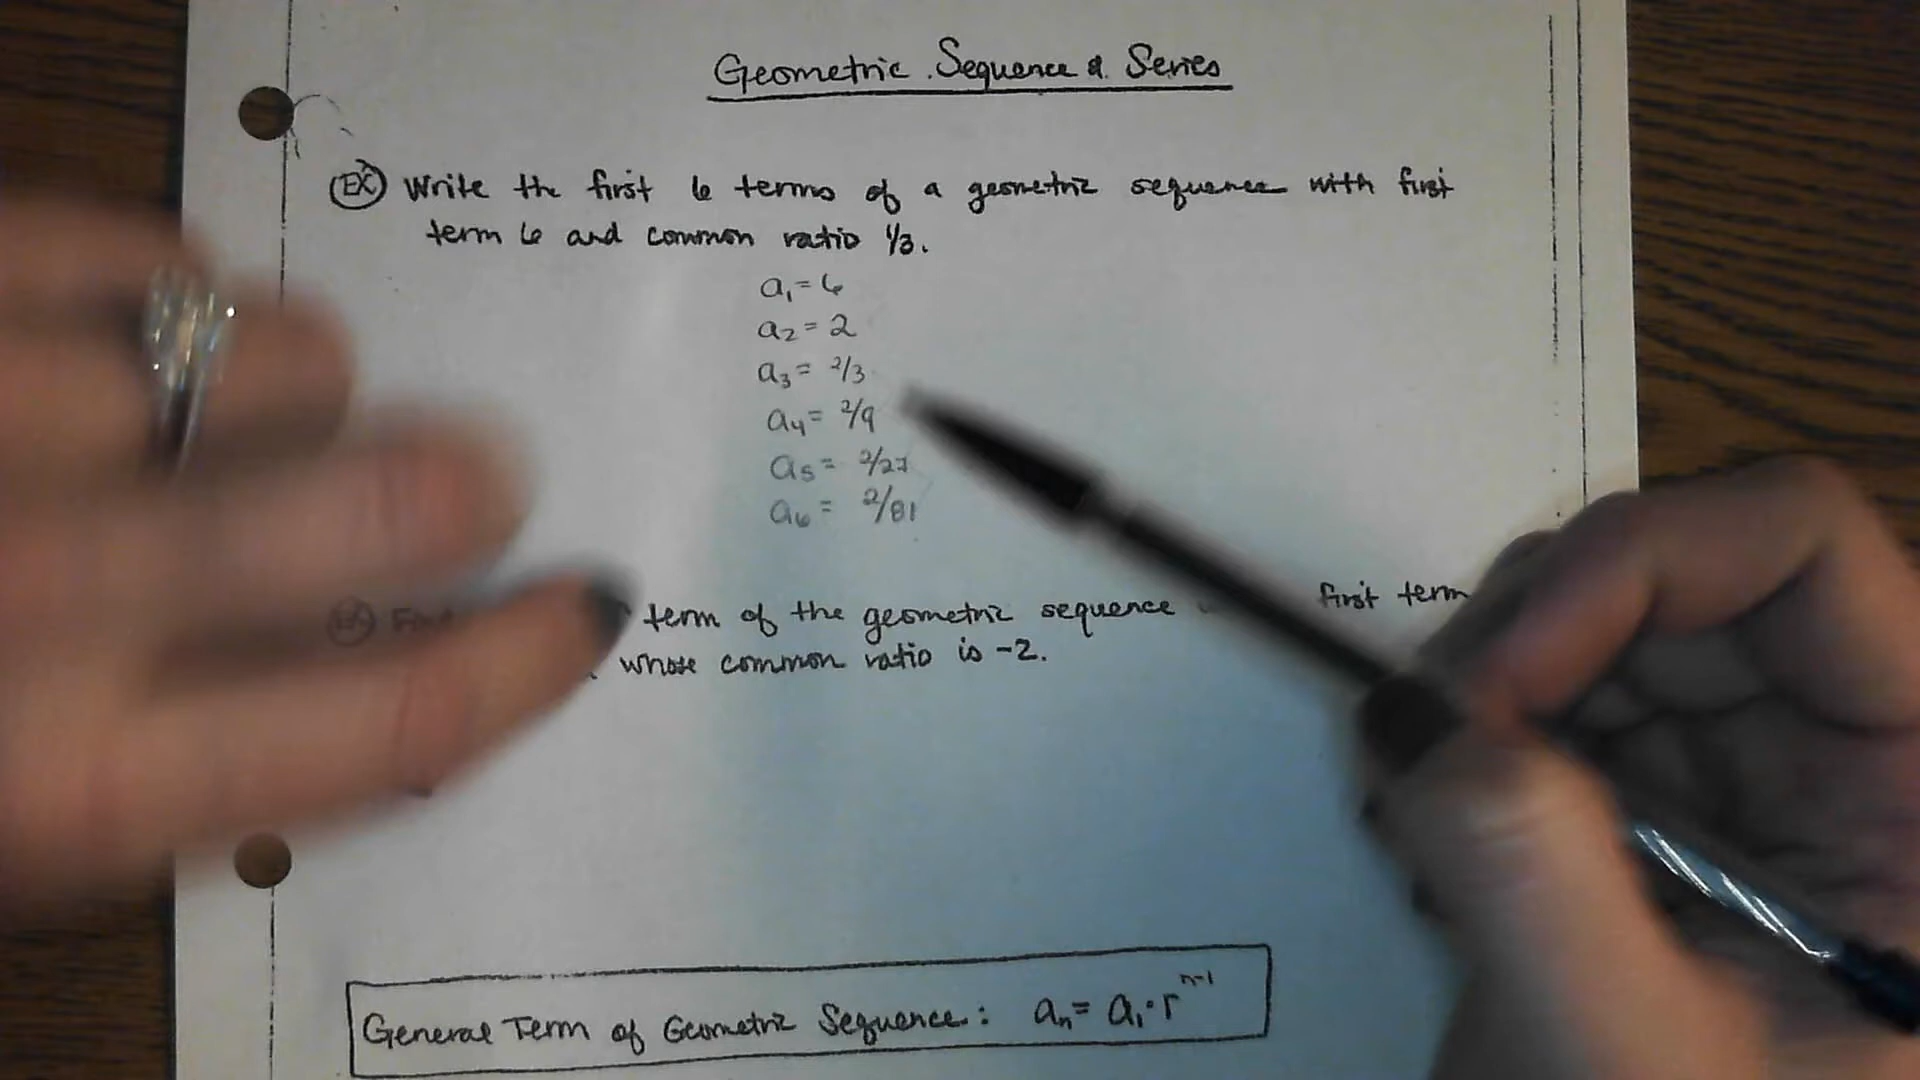 Geometric Sequence & Series
Ex Write the first 6 terms of a geometric sequence with first
term 6 and common ratio 1/3.
a₁ = 6
a₂ = 2
a₃ = 2/3
a₄ = 2/9
a₅ = 2/27
a₆ = 2/81
Ex term of the geometric sequence first term
whose common ratio is -2.
General Term of Geometric Sequence: aₙ = a₁·rⁿ⁻¹